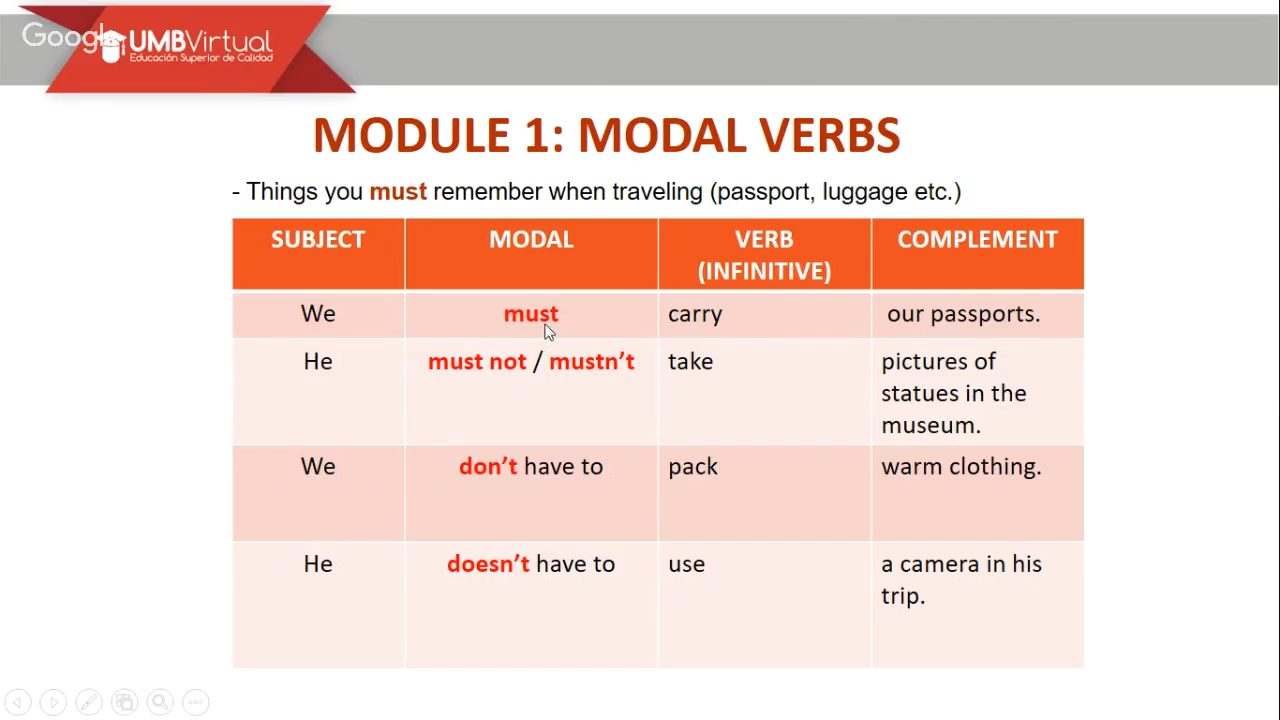 Google
UMBVirtual
Educación Superior de Calidad
MODULE 1: MODAL VERBS
- Things you must remember when traveling (passport, luggage etc.)
SUBJECT MODAL VERB (INFINITIVE) COMPLEMENT
We must carry our passports.
He must not / mustn't take pictures of
statues in the
museum.
We don't have to pack warm clothing.
He doesn't have to use a camera in his
trip.